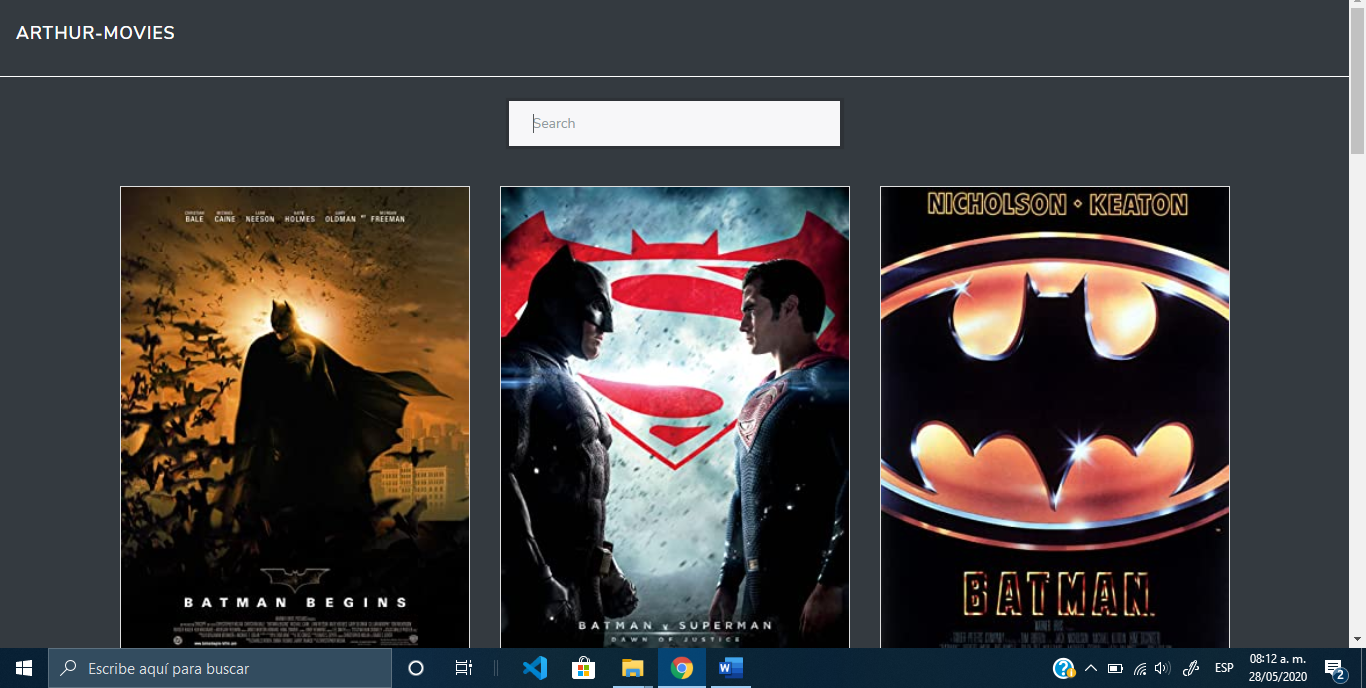 ARTHUR-MOVIES
Search
CHRISTIAN MICHAEL LIAM KATIE GARY MORGAN
BALE CAINE NEESON HOLMES OLDMAN FREEMAN
BATMAN BEGINS
BATMAN v SUPERMAN
DAWN OF JUSTICE
NICHOLSON • KEATON
BATMAN
Escribe aquí para buscar
ESP
08:12 a. m.
28/05/2020
2